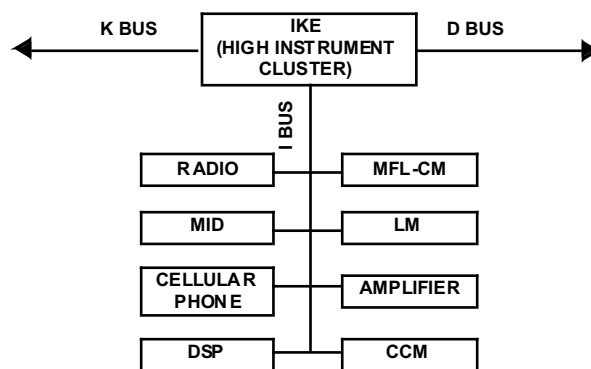 K BUS
IKE
(HIGH INSTRUMENT
CLUSTER)
D BUS
I BUS
RADIO
MFL-CM
MID
LM
CELLULAR
PHONE
AMPLIFIER
DSP
CCM